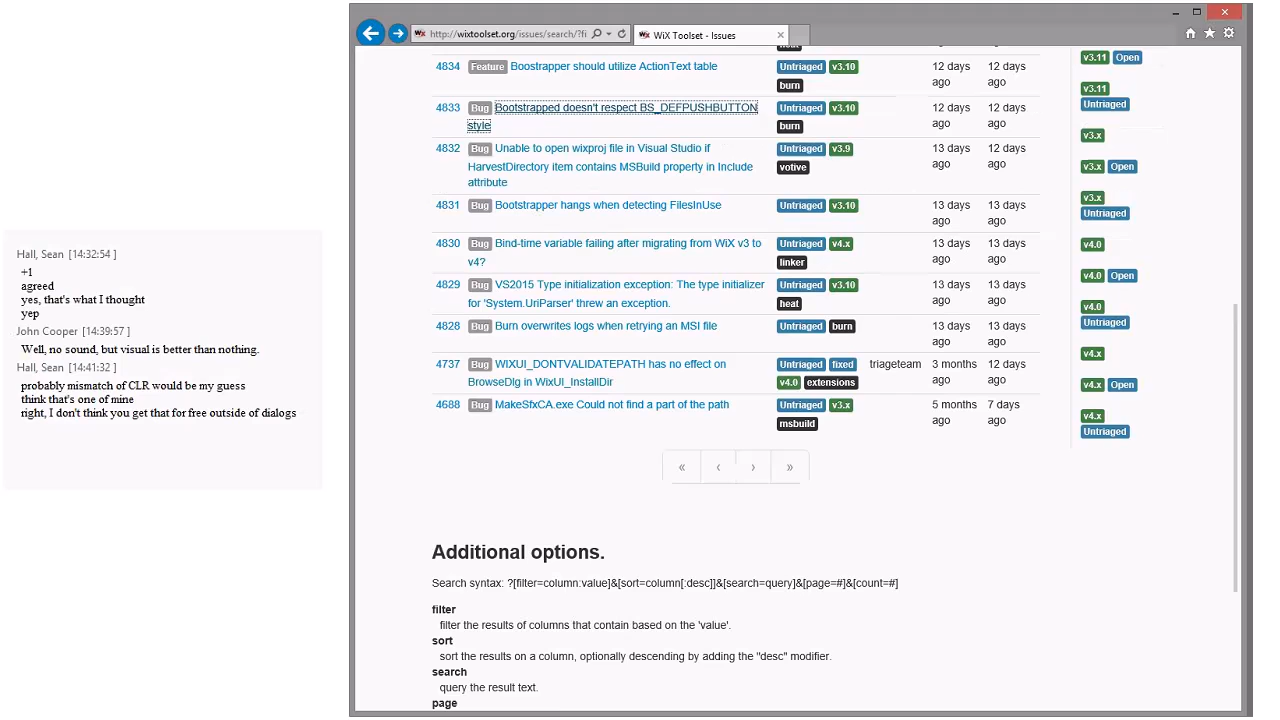 Hall, Sean [14:32:54 ]
+1
agreed
yes, that's what I thought
yep
John Cooper [14:39:57 ]
Well, no sound, but visual is better than nothing.
Hall, Sean [14:41:32 ]
probably mismatch of CLR would be my guess
think that's one of mine
right, I don't think you get that for free outside of dialogs
http://wixtoolset.org/issues/search/?fi
WiX Toolset - Issues
heat
4834 Feature Boostrapper should utilize ActionText table Untriaged v3.10 12 days 12 days
burn ago ago
4833 Bug Bootstrapped doesn't respect BS_DEFPUSHBUTTON Untriaged v3.10 12 days 12 days
style burn ago ago
4832 Bug Unable to open wixproj file in Visual Studio if Untriaged v3.9 13 days 12 days
HarvestDirectory item contains MSBuild property in Include votive ago ago
attribute
4831 Bug Bootstrapper hangs when detecting FilesInUse Untriaged v3.10 13 days 13 days
ago ago
4830 Bug Bind-time variable failing after migrating from WiX v3 to Untriaged v4.x 13 days 13 days
v4? linker ago ago
4829 Bug VS2015 Type initialization exception: The type initializer Untriaged v3.10 13 days 13 days
for 'System.UriParser' threw an exception. heat ago ago
4828 Bug Burn overwrites logs when retrying an MSI file Untriaged burn 13 days 13 days
ago ago
4737 Bug WIXUI_DONTVALIDATEPATH has no effect on Untriaged fixed triageteam 3 months 12 days
BrowseDlg in WixUI_InstallDir v4.0 extensions ago ago
4688 Bug MakeSfxCA.exe Could not find a part of the path Untriaged v3.x 5 months 7 days
msbuild ago ago
« ‹ › »
v3.11 Open
v3.11
Untriaged
v3.x
v3.x Open
v3.x
Untriaged
v4.0
v4.0 Open
v4.0
Untriaged
v4.x
v4.x Open
v4.x
Untriaged
Additional options.
Search syntax: ?[filter=column:value]&[sort=column[:desc]]&[search=query]&[page=#]&[count=#]
filter
filter the results of columns that contain based on the 'value'.
sort
sort the results on a column, optionally descending by adding the "desc" modifier.
search
query the result text.
page